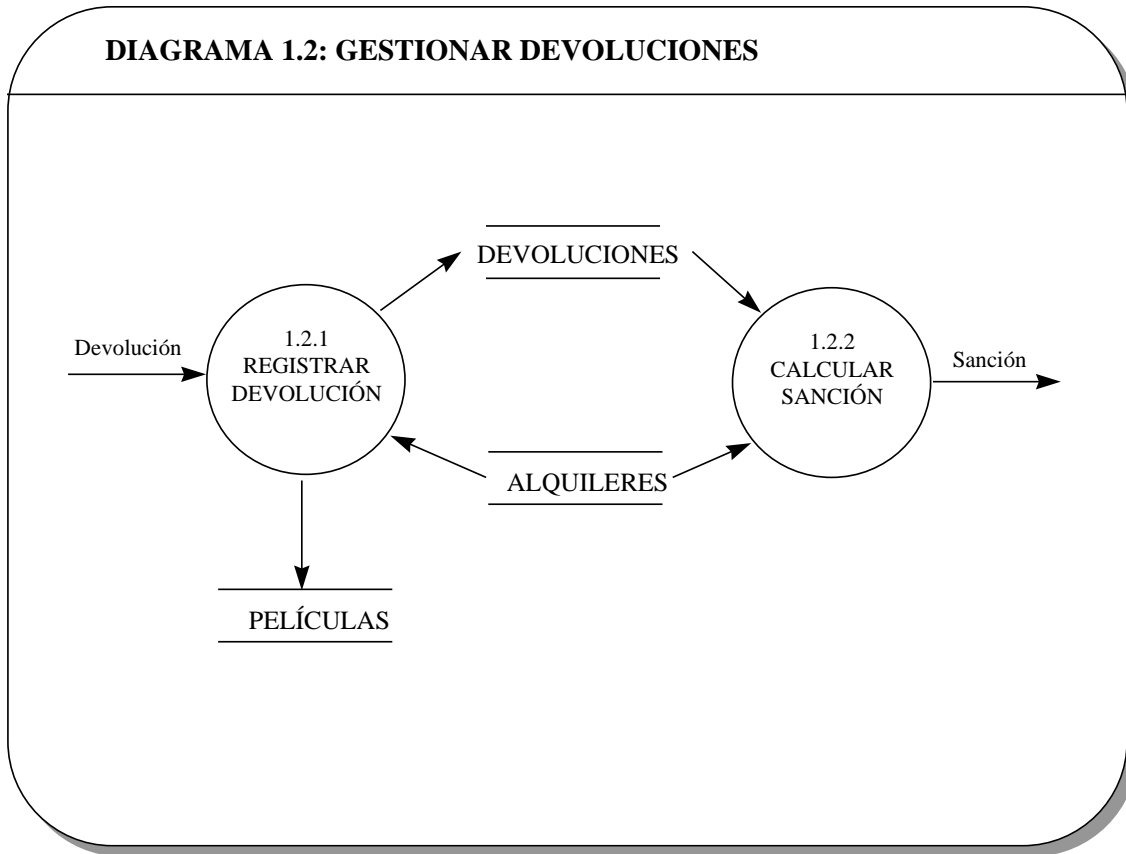 DIAGRAMA 1.2: GESTIONAR DEVOLUCIONES
DEVOLUCIONES
Devolución
1.2.1
REGISTRAR
DEVOLUCIÓN
1.2.2
CALCULAR
SANCIÓN
Sanción
ALQUILERES
PELÍCULAS